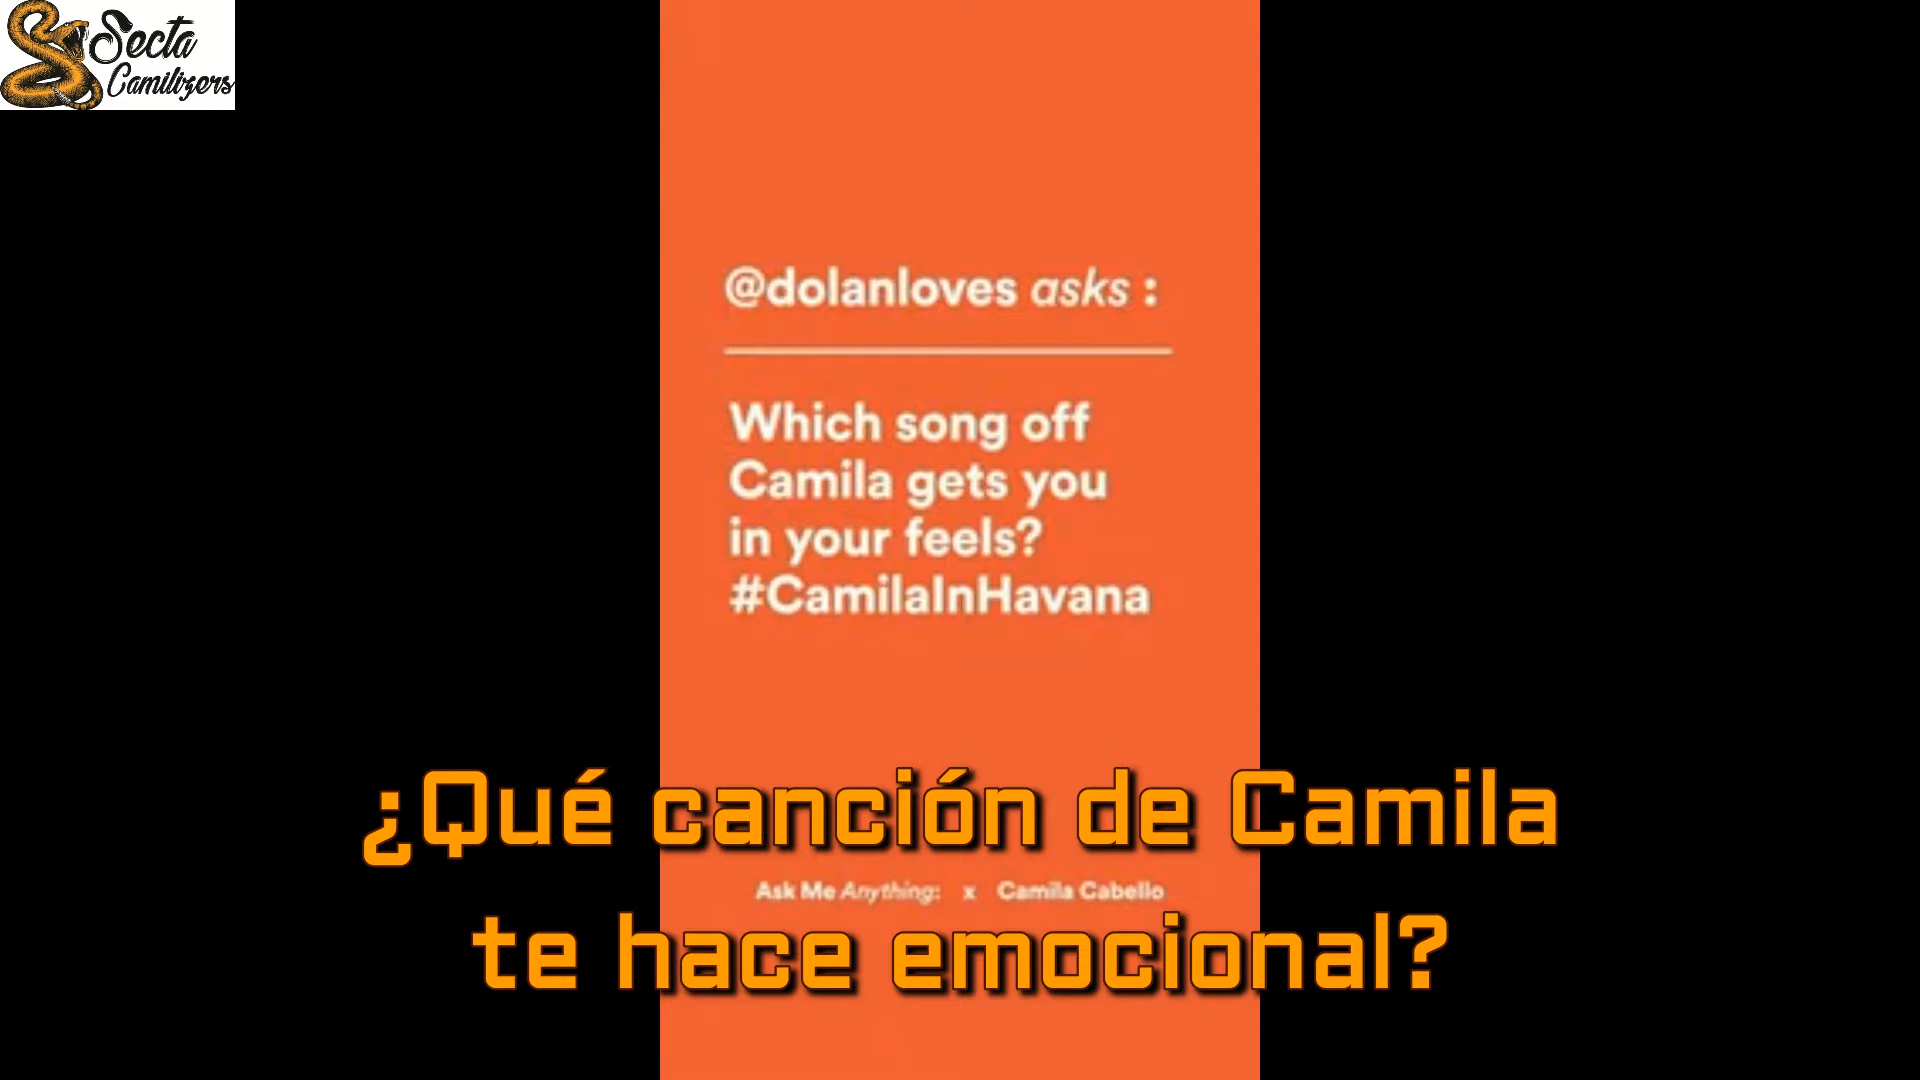 Secta
Camilizers
@dolanloves asks :
Which song off
Camila gets you
in your feels?
#CamilaInHavana
¿Qué canción de Camila
Ask Me Anything: x Camila Cabello
te hace emocional?